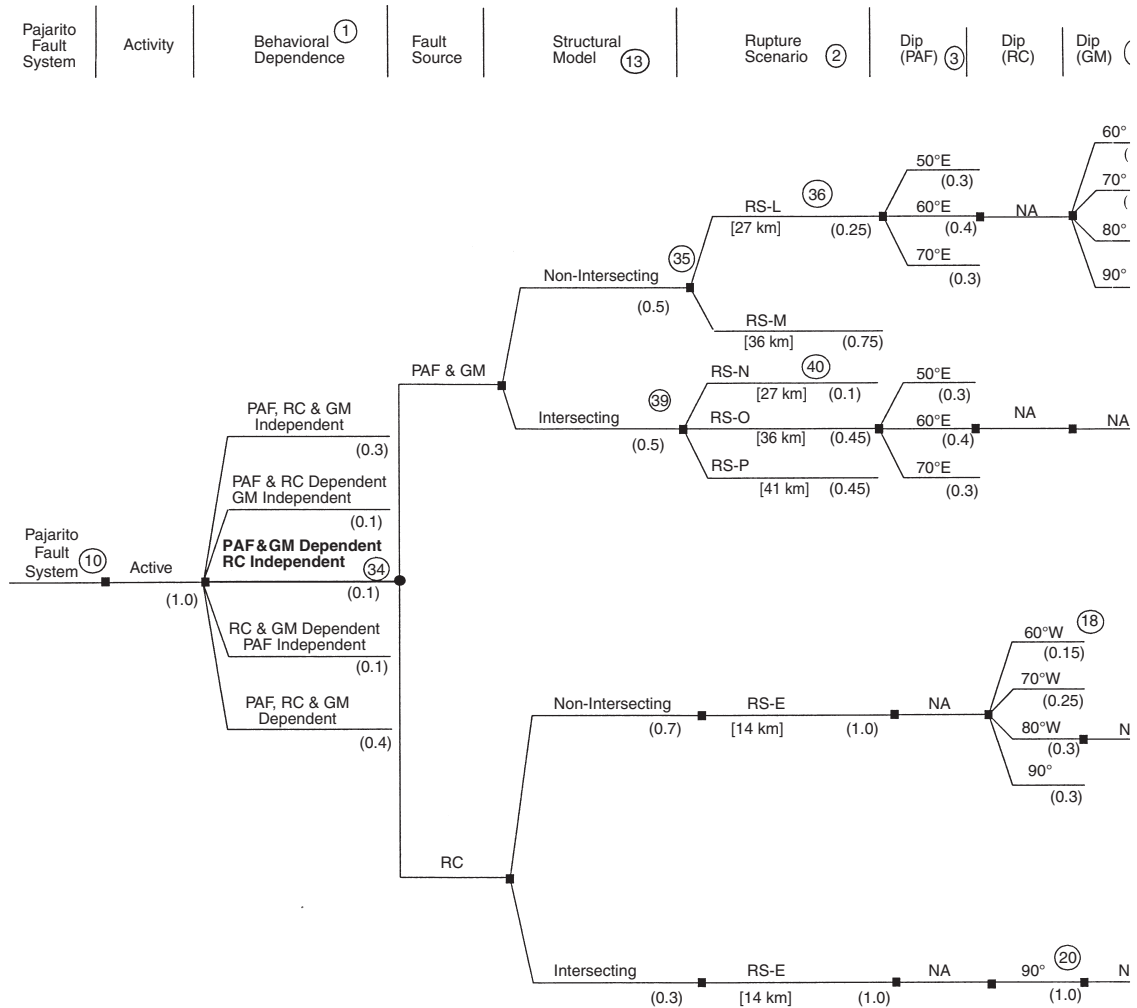 Pajarito
Fault
System
Activity
Behavioral
Dependence
1
Fault
Source
Structural
Model
13
Rupture
Scenario
2
Dip
(PAF)
3
Dip
(RC)
Dip
(GM)
60°
(
50°E
(0.3)
70°
(
RS-L
36
[27 km]
(0.25)
60°E
(0.4)
NA
80°
70°E
(0.3)
90°
Non-Intersecting
35
(0.5)
RS-M
[36 km]
(0.75)
PAF & GM
RS-N
40
[27 km]
(0.1)
50°E
(0.3)
Intersecting
39
(0.5)
RS-O
[36 km]
(0.45)
60°E
(0.4)
NA
NA
RS-P
[41 km]
(0.45)
70°E
(0.3)
PAF, RC & GM
Independent
(0.3)
PAF & RC Dependent
GM Independent
(0.1)
Pajarito
Fault
System
10
Active
(1.0)
PAF & GM Dependent
RC Independent
34
(0.1)
RC & GM Dependent
PAF Independent
(0.1)
PAF, RC & GM
Dependent
(0.4)
60°W
18
(0.15)
70°W
(0.25)
Non-Intersecting
(0.7)
RS-E
[14 km]
(1.0)
NA
80°W
(0.3)
N
90°
(0.3)
RC
Intersecting
(0.3)
RS-E
[14 km]
(1.0)
NA
90°
20
(1.0)
N